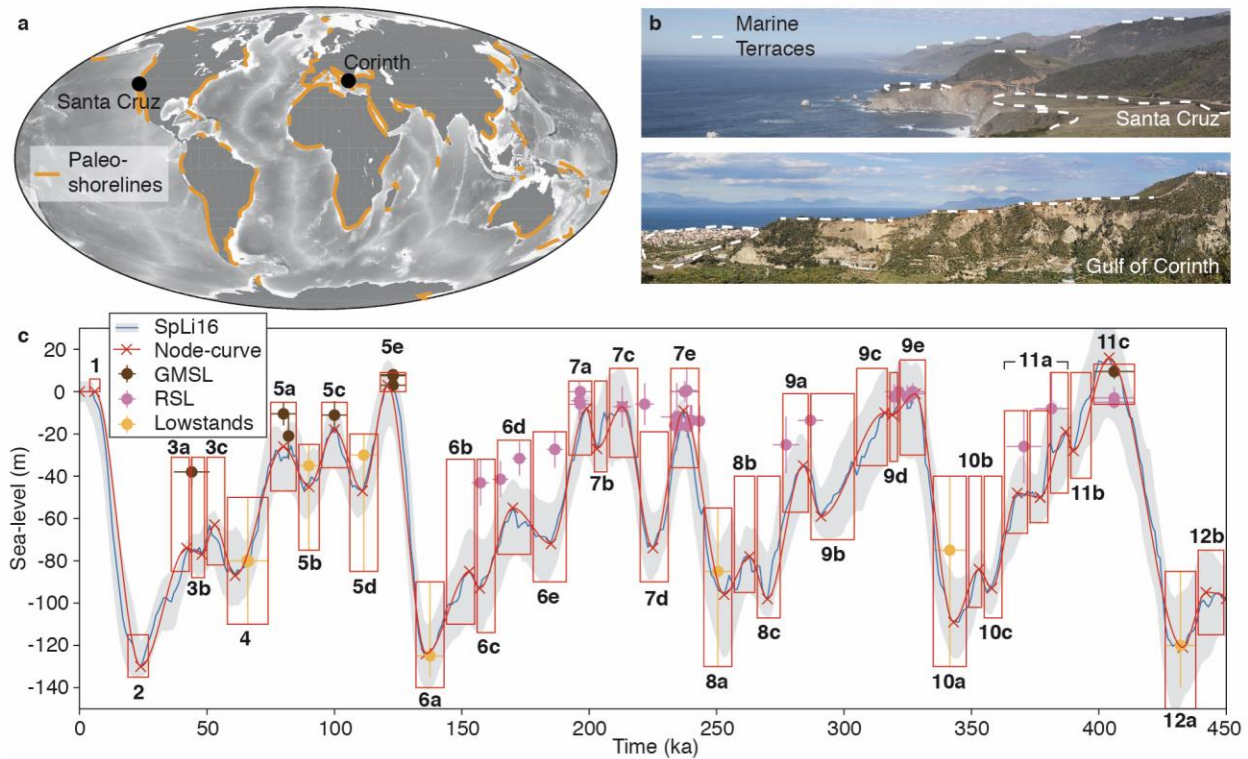 a
Corinth
Santa Cruz
Paleo-
shorelines
b
Marine
Terraces
Santa Cruz
Gulf of Corinth
c
SpLi16
Node-curve
GMSL
RSL
Lowstands
Sea-level (m)
20
0
-20
-40
-60
-80
-100
-120
-140
1
2
3a
3b
3c
4
5a
5b
5c
5d
5e
6a
6b
6c
6d
6e
7a
7b
7c
7d
7e
8a
8b
8c
9a
9b
9c
9d
9e
10a
10b
10c
11a
11b
11c
12a
12b
0
50
100
150
200
250
300
350
400
450
Time (ka)